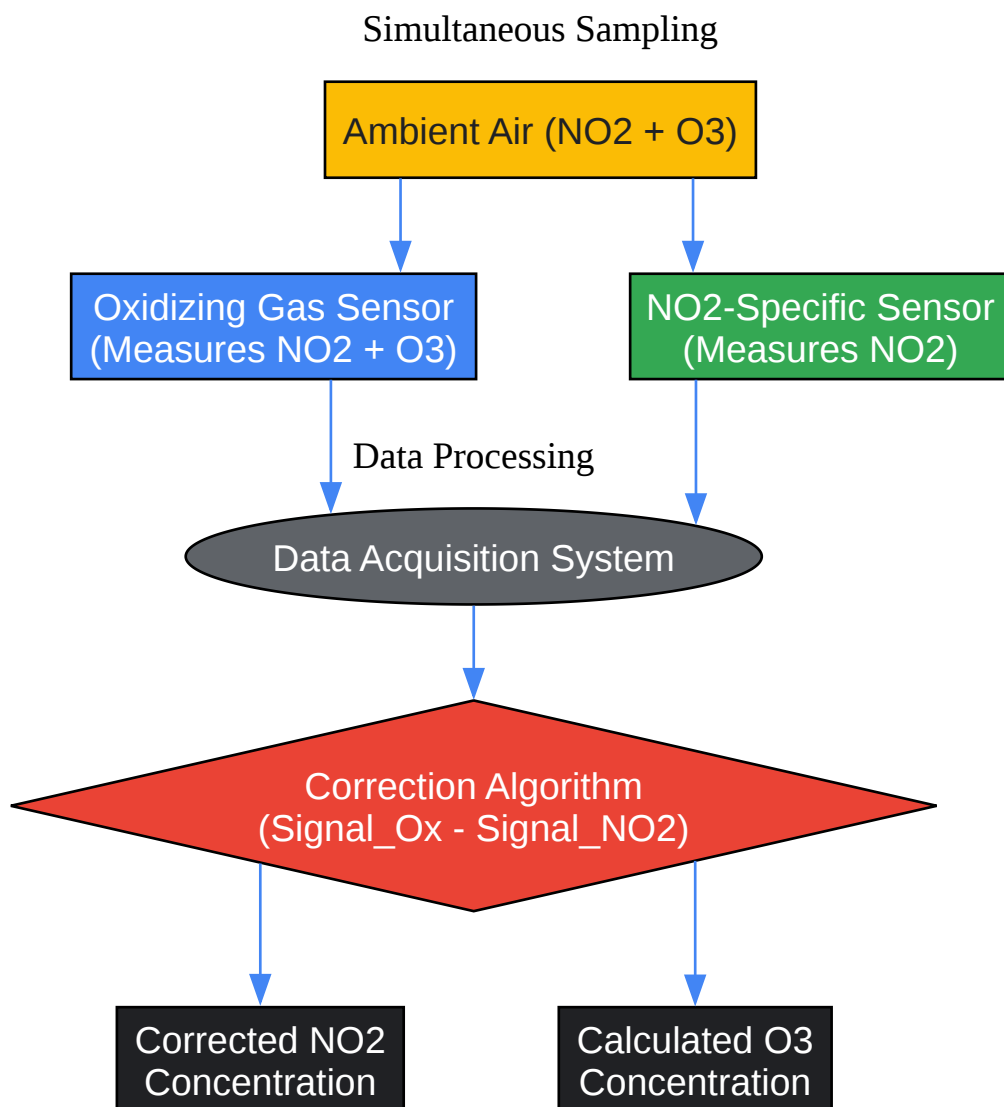 Simultaneous Sampling
Ambient Air (NO2 + O3)
Oxidizing Gas Sensor
(Measures NO2 + O3)
NO2-Specific Sensor
(Measures NO2)
Data Processing
Data Acquisition System
Correction Algorithm
(Signal_Ox - Signal_NO2)
Corrected NO2
Concentration
Calculated O3
Concentration